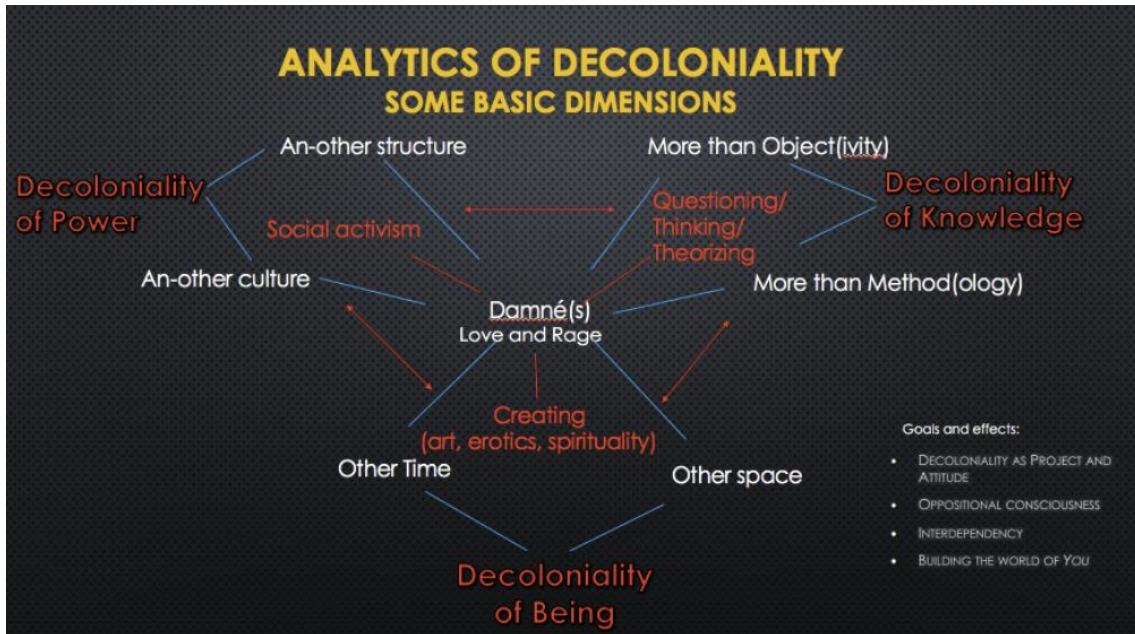 ANALYTICS OF DECOLONIALITY
SOME BASIC DIMENSIONS
An-other structure
More than Object(ivity)
Decoloniality
of Power
Decoloniality
of Knowledge
Social activism
Questioning/
Thinking/
Theorizing
An-other culture
More than Method(ology)
Damné(s)
Love and Rage
Creating
(art, erotics, spirituality)
Other Time
Other space
Decoloniality
of Being
Goals and effects:
• DECOLONIALITY AS PROJECT AND
ATTITUDE
• OPPOSITIONAL CONSCIOUSNESS
• INTERDEPENDENCY
• BUILDING THE WORLD OF YOU